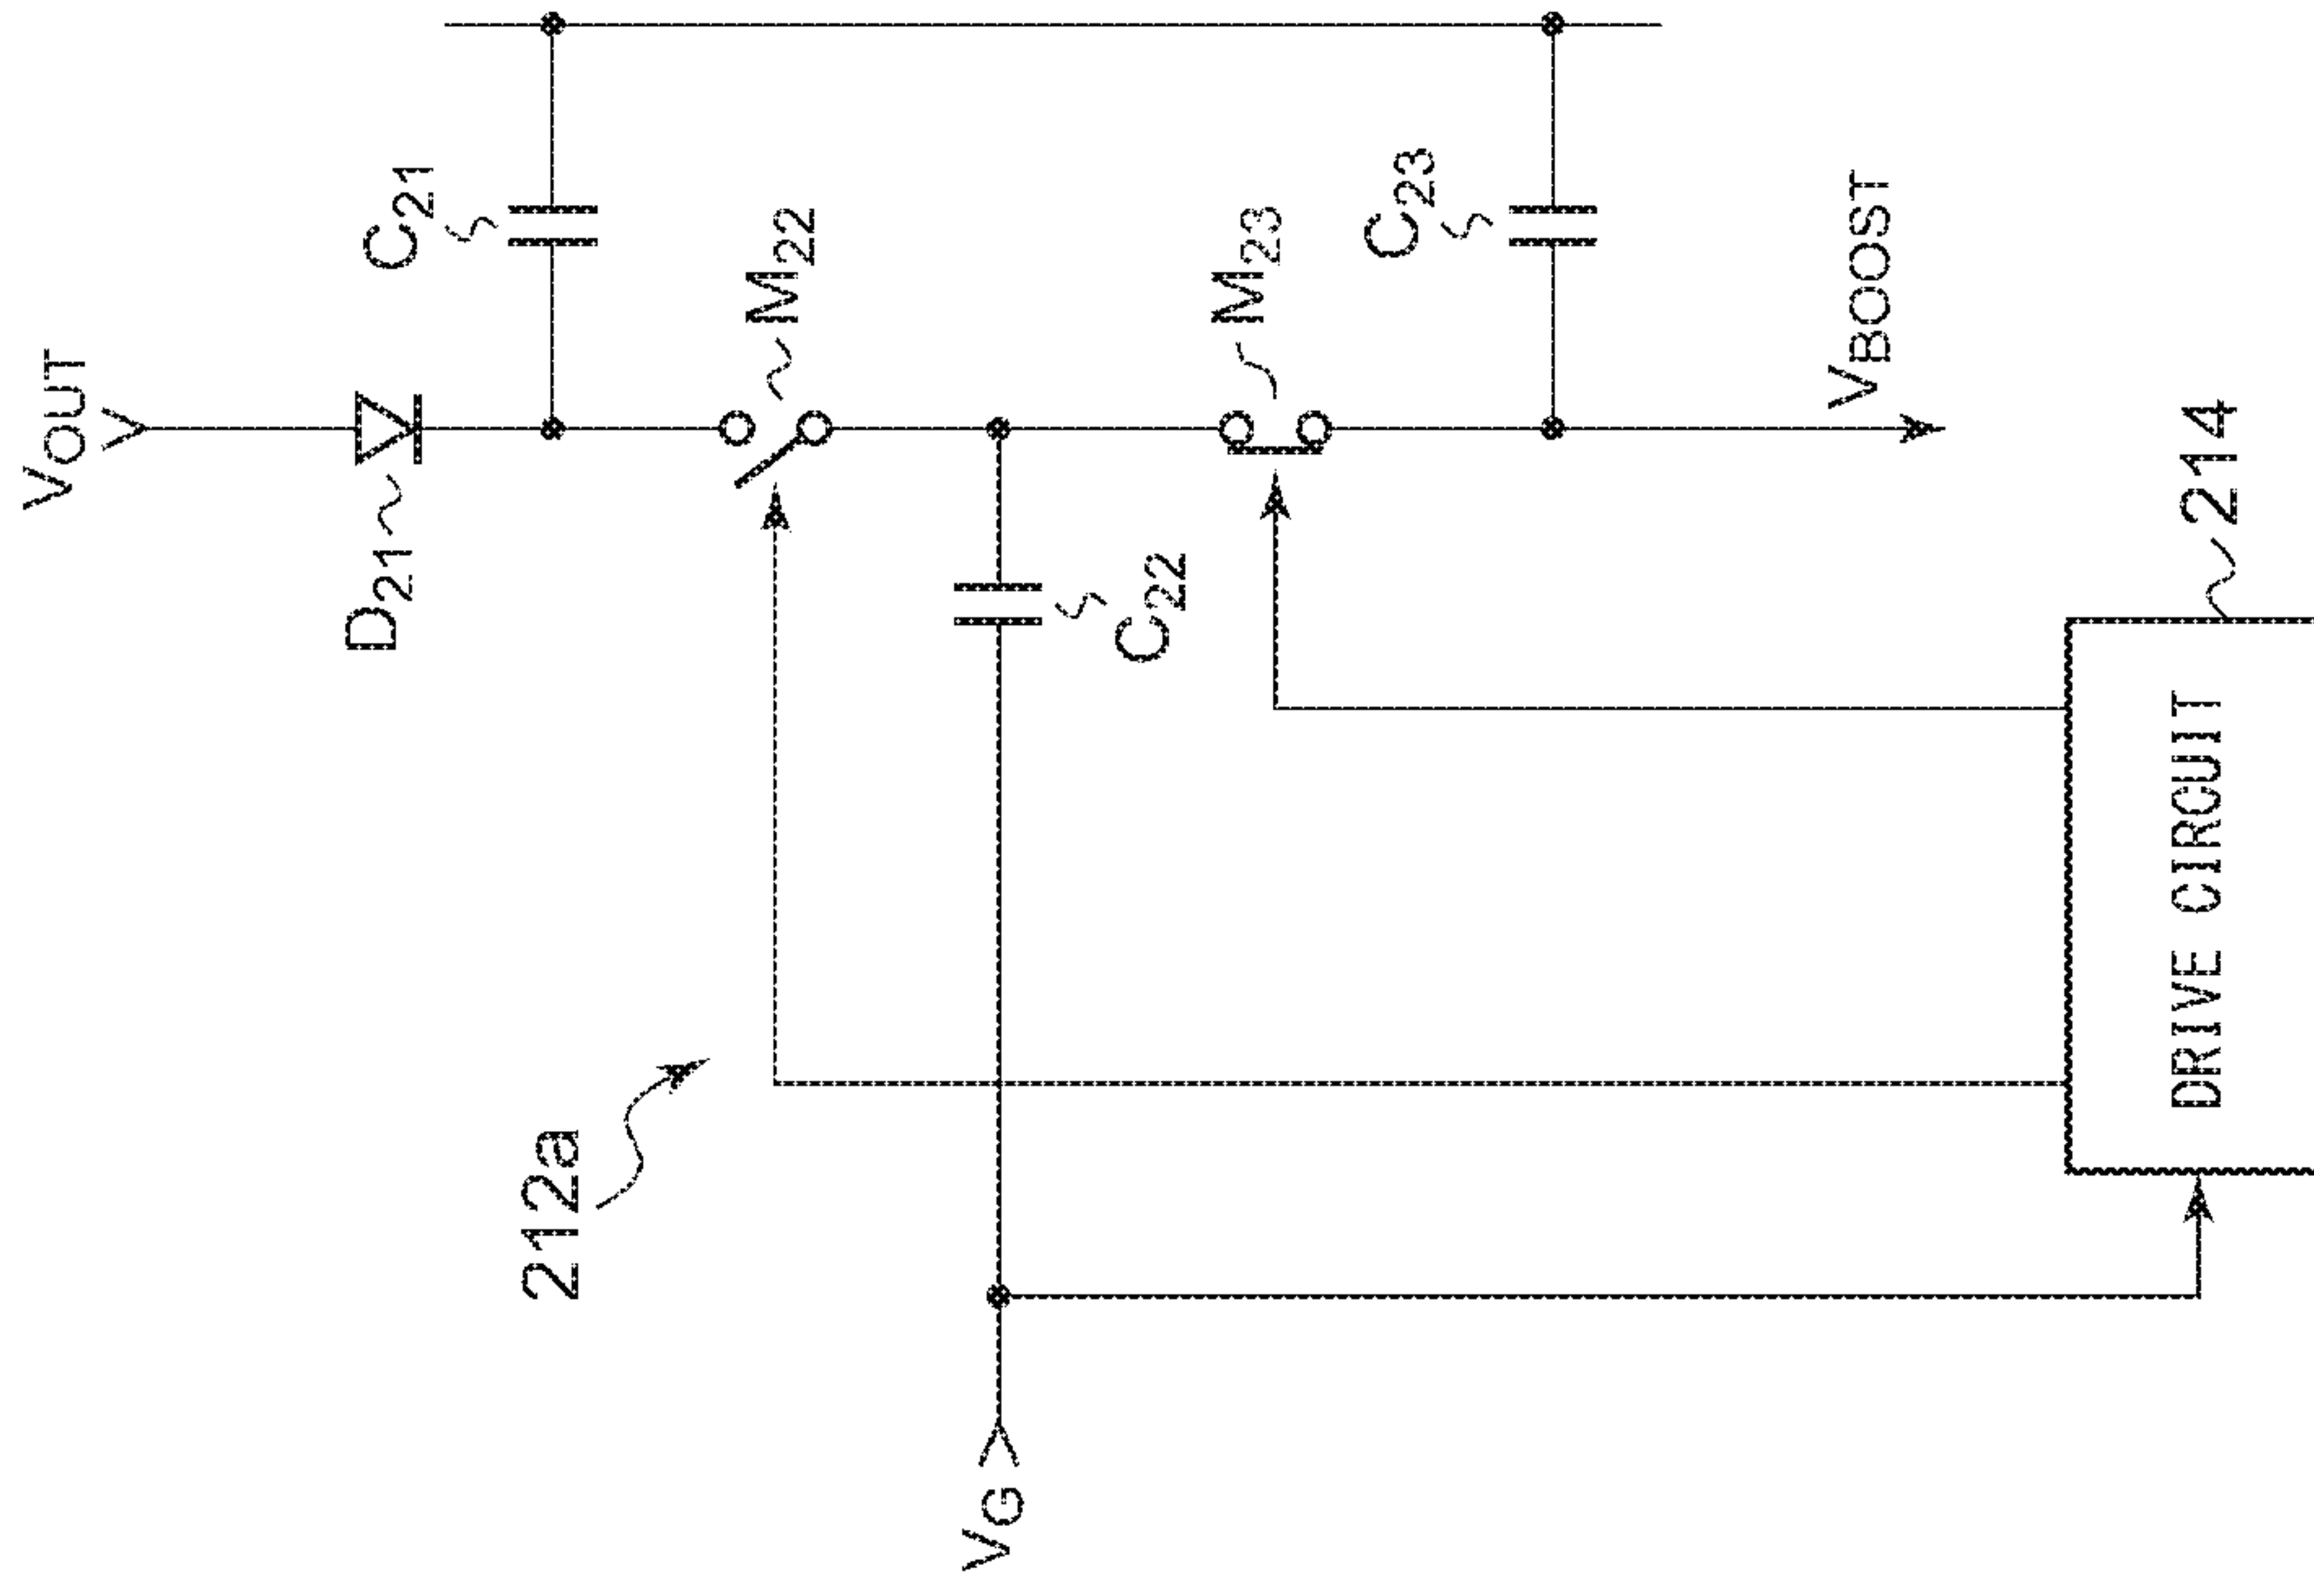 VOUT
D21
C21
M22
212a
VG
C22
M23
C23
VBOOST
DRIVE CIRCUIT
214